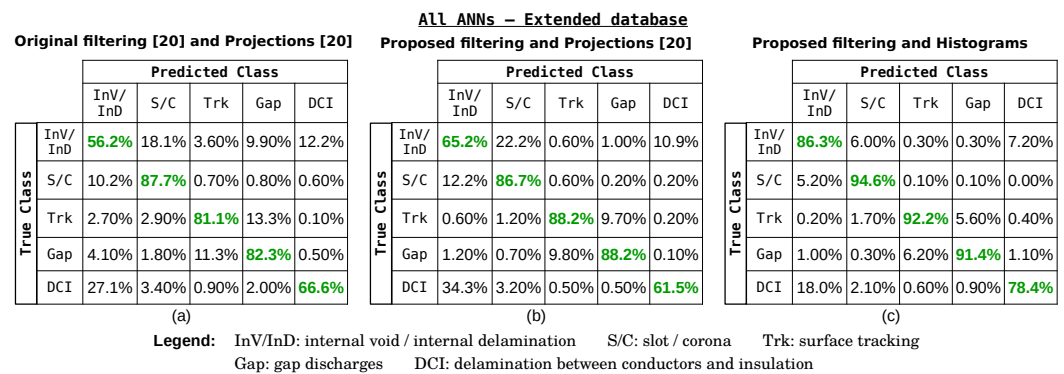 All ANNs – Extended database
Original filtering [20] and Projections [20]
Predicted Class
InV/ InD S/C Trk Gap DCI
True Class
InV/ InD 56.2% 18.1% 3.60% 9.90% 12.2%
S/C 10.2% 87.7% 0.70% 0.80% 0.60%
Trk 2.70% 2.90% 81.1% 13.3% 0.10%
Gap 4.10% 1.80% 11.3% 82.3% 0.50%
DCI 27.1% 3.40% 0.90% 2.00% 66.6%
(a)
Proposed filtering and Projections [20]
Predicted Class
InV/ InD S/C Trk Gap DCI
True Class
InV/ InD 65.2% 22.2% 0.60% 1.00% 10.9%
S/C 12.2% 86.7% 0.60% 0.20% 0.20%
Trk 0.60% 1.20% 88.2% 9.70% 0.20%
Gap 1.20% 0.70% 9.80% 88.2% 0.10%
DCI 34.3% 3.20% 0.50% 0.50% 61.5%
(b)
Proposed filtering and Histograms
Predicted Class
InV/ InD S/C Trk Gap DCI
True Class
InV/ InD 86.3% 6.00% 0.30% 0.30% 7.20%
S/C 5.20% 94.6% 0.10% 0.10% 0.00%
Trk 0.20% 1.70% 92.2% 5.60% 0.40%
Gap 1.00% 0.30% 6.20% 91.4% 1.10%
DCI 18.0% 2.10% 0.60% 0.90% 78.4%
(c)
Legend: InV/InD: internal void / internal delamination S/C: slot / corona Trk: surface tracking
Gap: gap discharges DCI: delamination between conductors and insulation